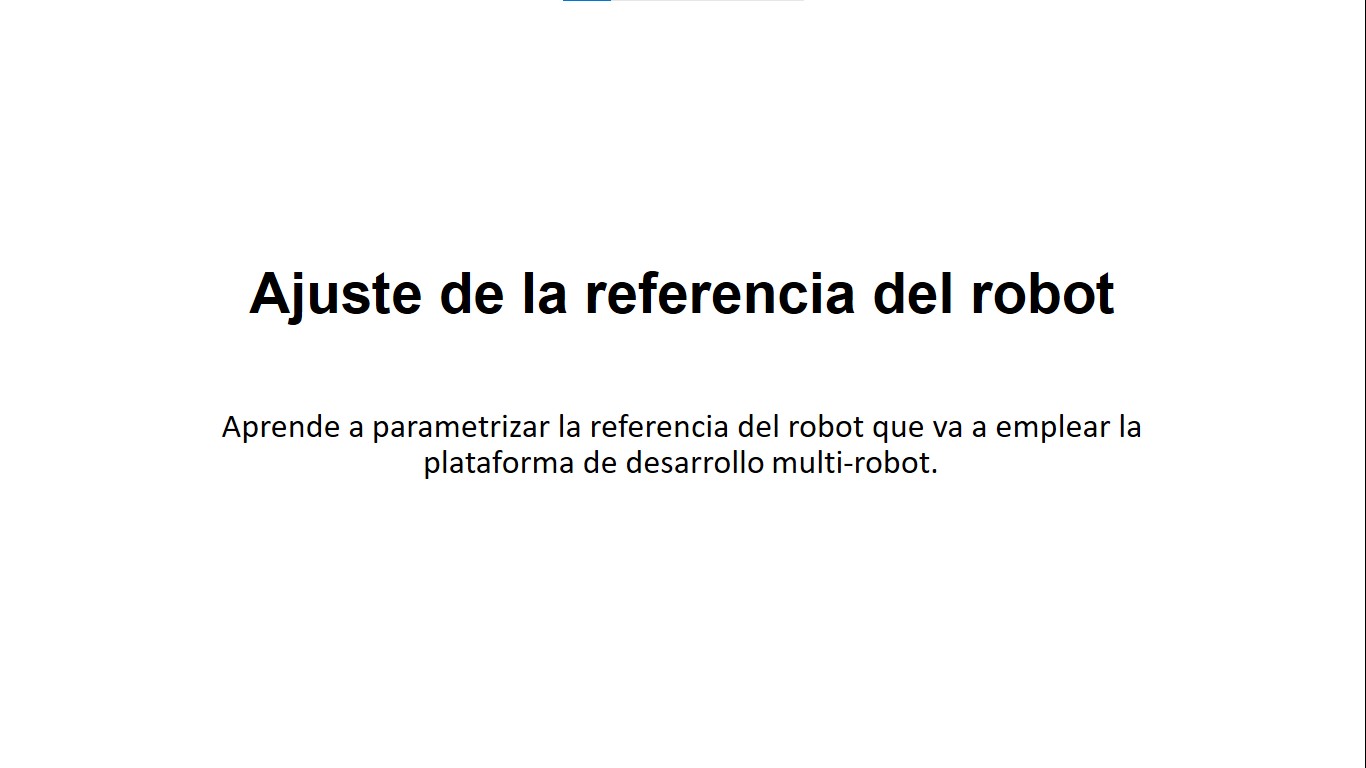 Ajuste de la referencia del robot
Aprende a parametrizar la referencia del robot que va a emplear la
plataforma de desarrollo multi-robot.